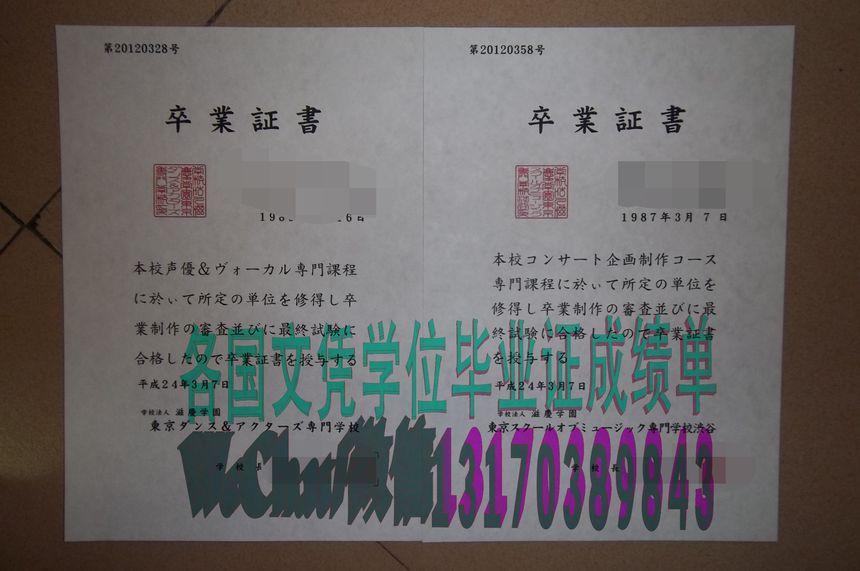 第20120328号
卒業証書
本校声優＆ヴォーカル専門課程
に於いて所定の単位を修得し卒
業制作の審査並びに最終試験に
合格したので卒業証書を授与する
平成24年3月7日
学校法人 滋慶学園
東京ダンス＆アクターズ専門学校
学校長
第20120358号
卒業証書
1987年3月7日
本校コンサート企画制作コース
専門課程に於いて所定の単位を
修得し卒業制作の審査並びに最
終試験に合格したので卒業証書
を授与する
平成24年3月7日
学校法人 滋慶学園
東京スクールオブミュージック専門学校渋谷
学校長
各国文凭学位毕业证成绩单
WeChat/微信13170389843